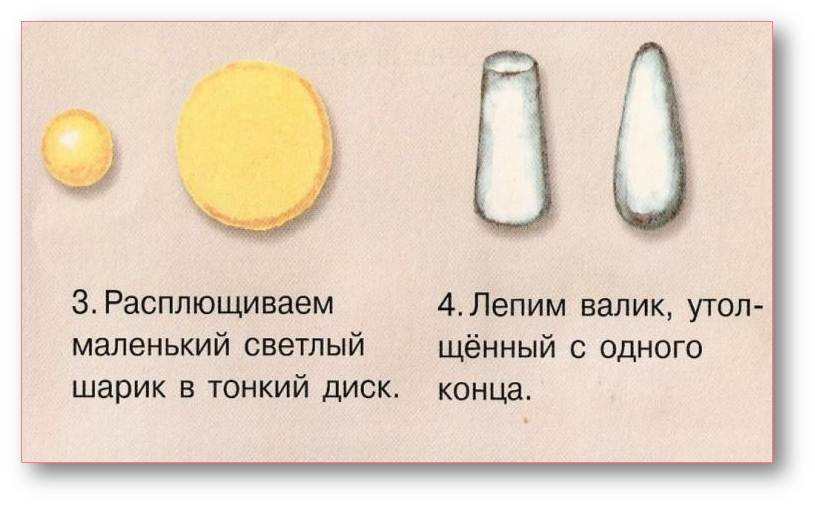 3. Расплющиваем
маленький светлый
шарик в тонкий диск.
4. Лепим валик, утол-
щённый с одного
конца.